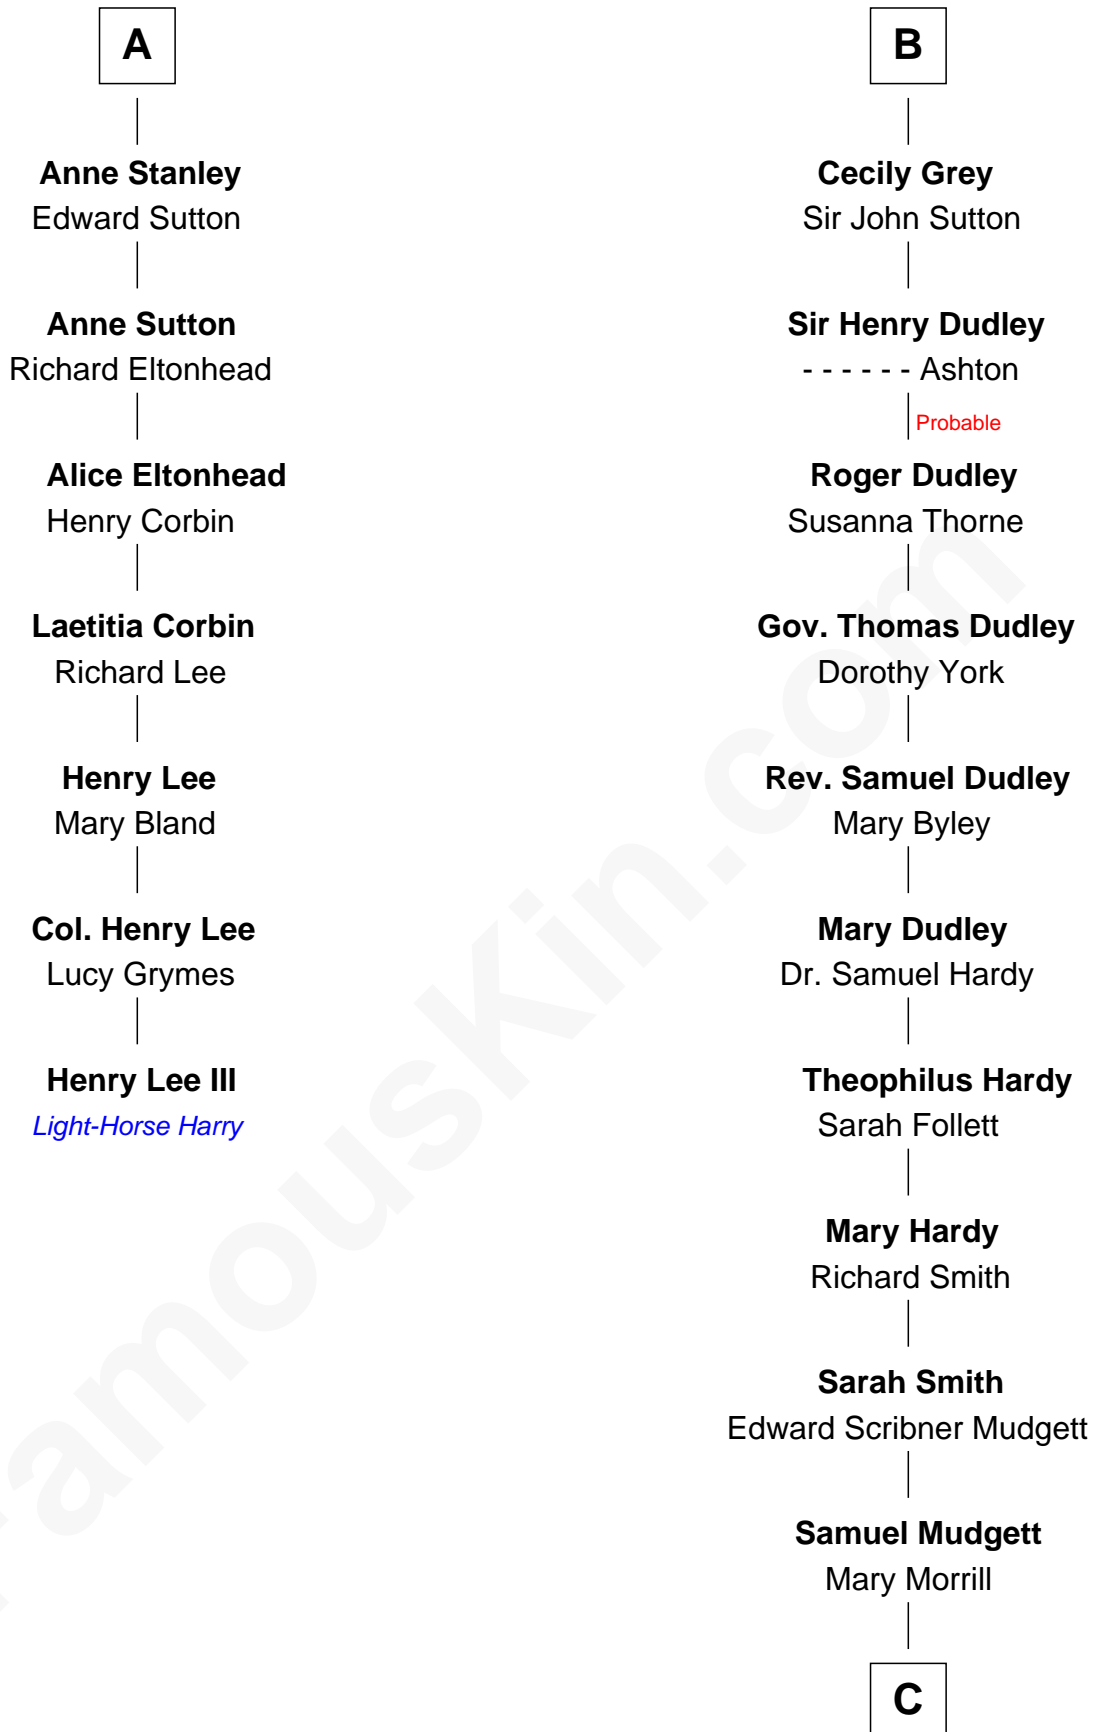 A
Anne Stanley
Edward Sutton
Anne Sutton
Richard Eltonhead
Alice Eltonhead
Henry Corbin
Laetitia Corbin
Richard Lee
Henry Lee
Mary Bland
Col. Henry Lee
Lucy Grymes
Henry Lee III
Light-Horse Harry
B
Cecily Grey
Sir John Sutton
Sir Henry Dudley
- - - - - - Ashton
Probable
Roger Dudley
Susanna Thorne
Gov. Thomas Dudley
Dorothy York
Rev. Samuel Dudley
Mary Byley
Mary Dudley
Dr. Samuel Hardy
Theophilus Hardy
Sarah Follett
Mary Hardy
Richard Smith
Sarah Smith
Edward Scribner Mudgett
Samuel Mudgett
Mary Morrill
C
FamousKin.com